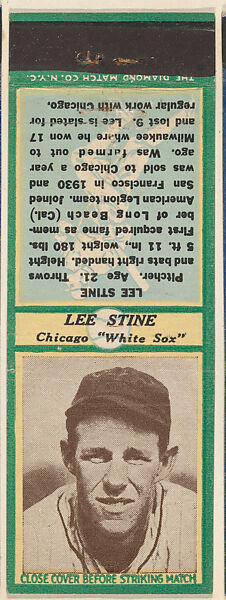 THE DIAMOND MATCH CO. N.Y.C.
LEE STINE
Pitcher. Age, 21. Throws
and bats right handed. Height
5 ft. 11 in., weight, 180 lbs.
First acquired fame as mem-
ber of Long Beach (Cal.)
American Legion team. Joined
San Francisco in 1930 and
was sold to Chicago a year
ago. Was farmed out to
Milwaukee where he won 17
and lost 9. Lee is slated for
regular work with Chicago.
LEE STINE
Chicago "White Sox"
CLOSE COVER BEFORE STRIKING MATCH